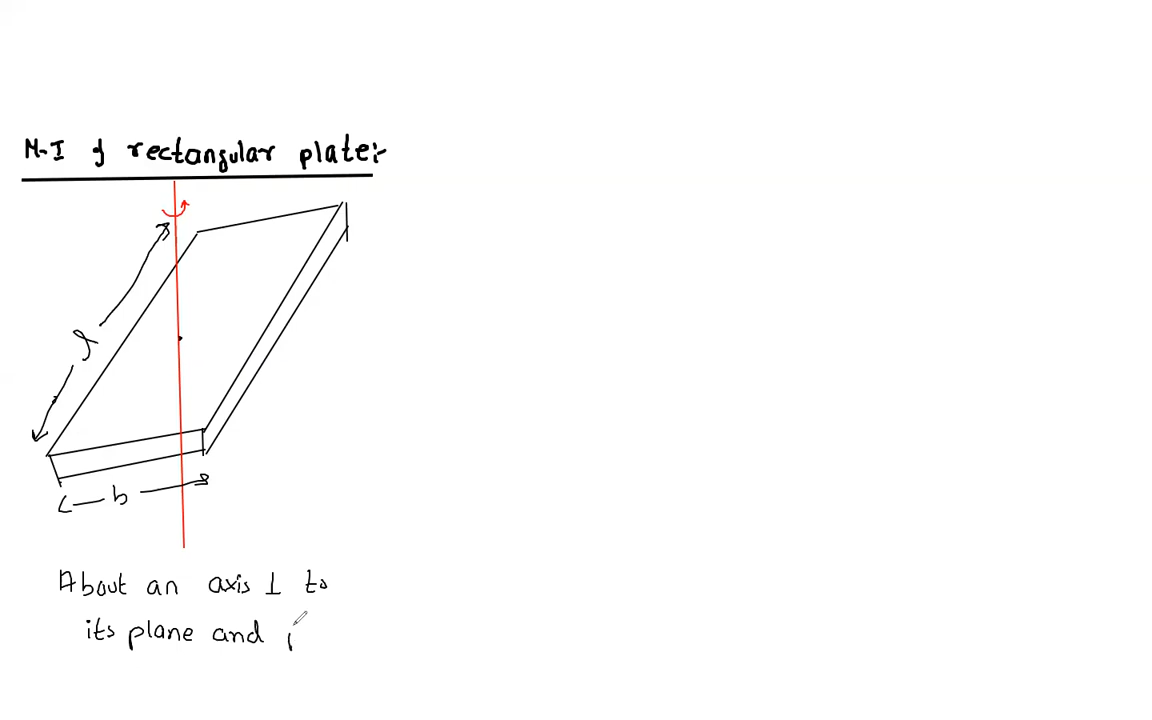 M-I of rectangular plate:-
l
b
About an axis ⊥ to
its plane and